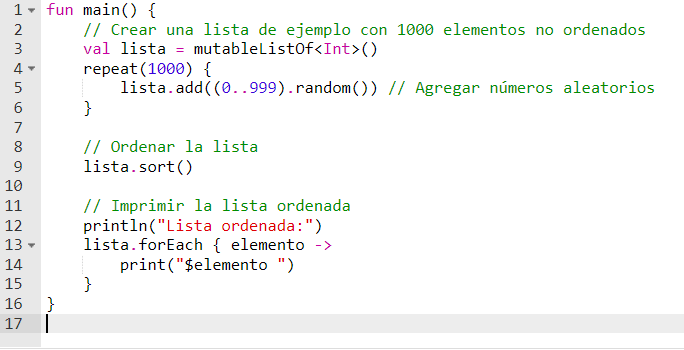 1 fun main() {
2     // Crear una lista de ejemplo con 1000 elementos no ordenados
3     val lista = mutableListOf<Int>()
4     repeat(1000) {
5         lista.add((0..999).random()) // Agregar números aleatorios
6     }
7
8     // Ordenar la lista
9     lista.sort()
10
11     // Imprimir la lista ordenada
12     println("Lista ordenada:")
13     lista.forEach { elemento ->
14         print("$elemento ")
15     }
16 }
17